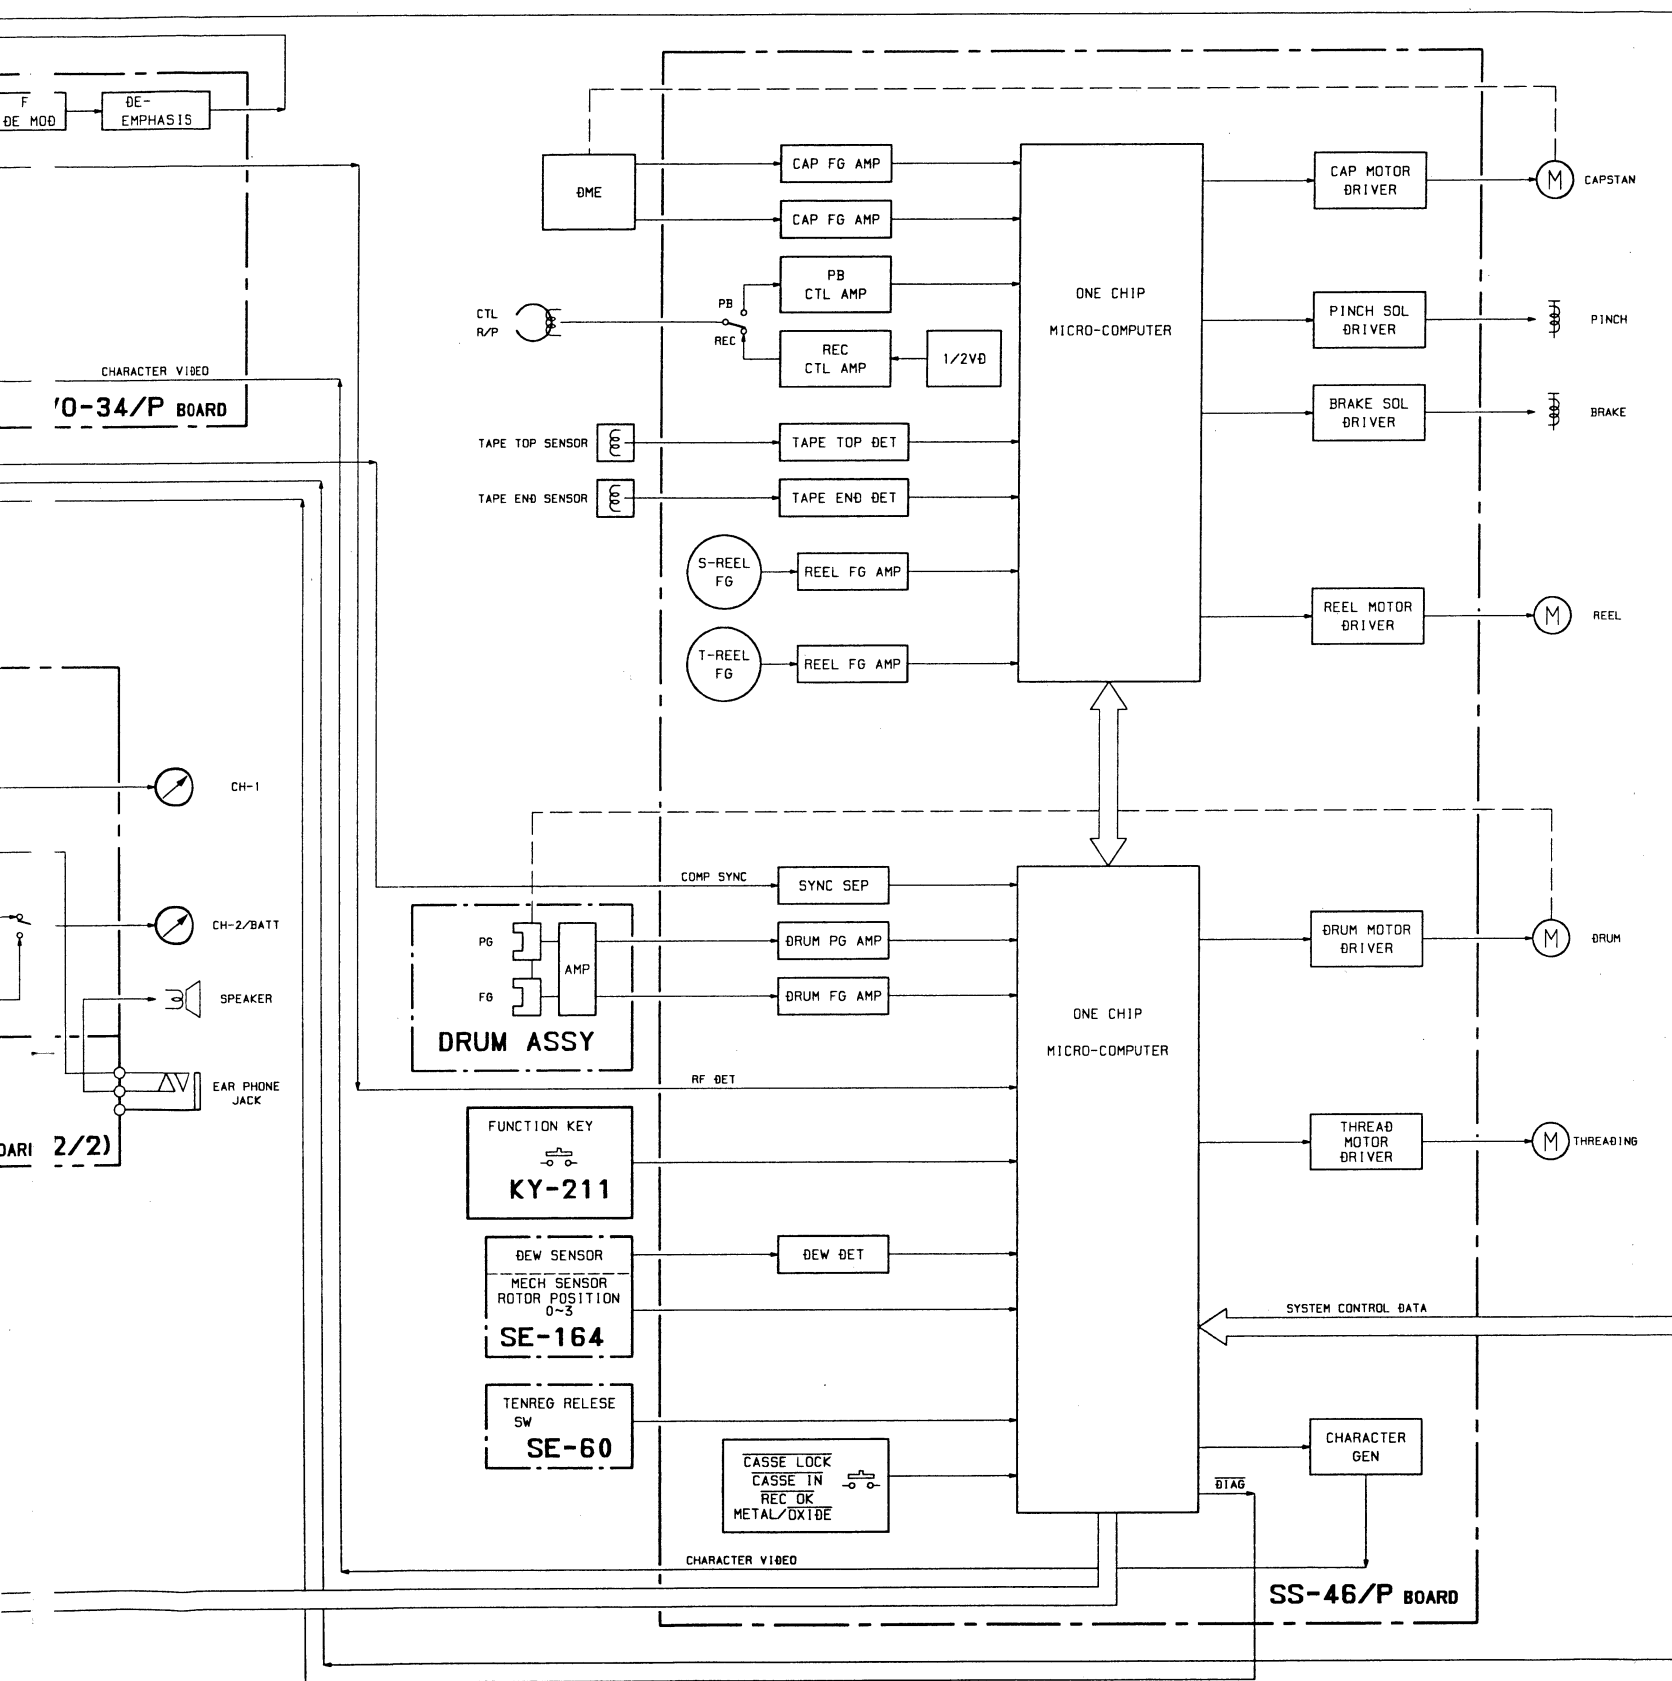 F
DE MOD
DE-
EMPHASIS
CHARACTER VIDEO
O-34/P BOARD
DME
CAP FG AMP
CAP FG AMP
CTL
R/P
PB
REC
PB
CTL AMP
REC
CTL AMP
1/2VD
TAPE TOP SENSOR
TAPE TOP DET
TAPE END SENSOR
TAPE END DET
S-REEL
FG
REEL FG AMP
T-REEL
FG
REEL FG AMP
ONE CHIP
MICRO-COMPUTER
CAP MOTOR
DRIVER
M
CAPSTAN
PINCH SOL
DRIVER
PINCH
BRAKE SOL
DRIVER
BRAKE
REEL MOTOR
DRIVER
M
REEL
CH-1
CH-2/BATT
SPEAKER
EAR PHONE
JACK
2/2)
COMP SYNC
SYNC SEP
PG
FG
AMP
DRUM ASSY
DRUM PG AMP
DRUM FG AMP
RF DET
FUNCTION KEY
KY-211
DEW SENSOR
MECH SENSOR
ROTOR POSITION
0~3
SE-164
DEW DET
TENREG RELESE
SW
SE-60
CASSE LOCK
CASSE IN
REC OK
METAL/OXIDE
ONE CHIP
MICRO-COMPUTER
DRUM MOTOR
DRIVER
M
DRUM
THREAD
MOTOR
DRIVER
M
THREADING
SYSTEM CONTROL DATA
CHARACTER
GEN
DIAG
CHARACTER VIDEO
SS-46/P BOARD